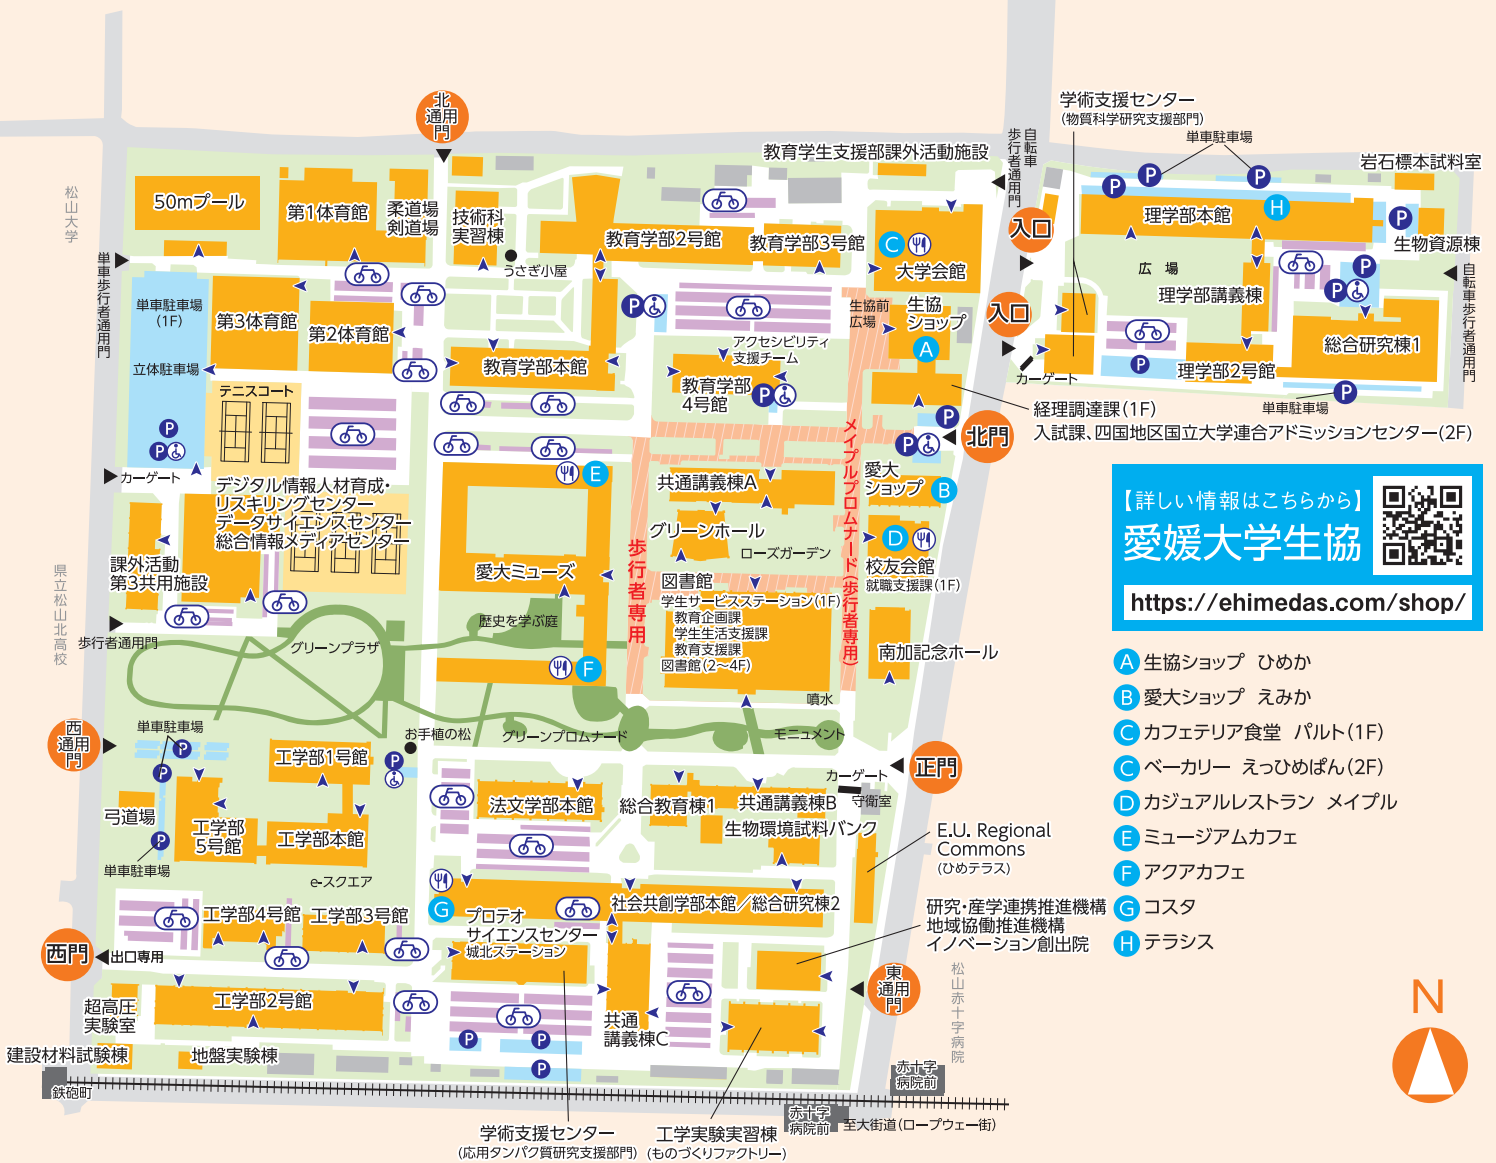 北
通用
門
学術支援センター
(物質科学研究支援部門)
単車駐車場
自転車
歩行者通用門
教育学生支援部課外活動施設
岩石標本試料室
松山大学
50mプール
第1体育館
柔道場
剣道場
技術科
実習棟
うさぎ小屋
教育学部2号館
教育学部3号館
C
大学会館
入口
理学部本館
H
P
生物資源棟
単車歩行者通用門
単車駐車場
(1F)
立体駐車場
第3体育館
第2体育館
教育学部本館
生協前
広場
生協
ショップ
A
入口
広 場
理学部講義棟
自転車歩行者通用門
総合研究棟1
理学部2号館
カーゲート
単車駐車場
アクセシビリティ
支援チーム
教育学部
4号館
テニスコート
経理調達課(1F)
入試課、四国地区国立大学連合アドミッションセンター(2F)
北門
カーゲート
デジタル情報人材育成・
リスキリングセンター
データサイエンスセンター
総合情報メディアセンター
E
共通講義棟A
メイプルプロムナード(歩行者専用)
愛大
ショップ
B
グリーンホール
ローズガーデン
D
校友会館
就職支援課(1F)
課外活動
第3共用施設
愛大ミューズ
歩行者専用
図書館
学生サービスステーション(1F)
教育企画課
学生生活支援課
教育支援課
図書館(2〜4F)
県立松山北高校
歩行者通用門
グリーンプラザ
歴史を学ぶ庭
F
南加記念ホール
噴水
モニュメント
【詳しい情報はこちらから】
愛媛大学生協
https://ehimedas.com/shop/
A 生協ショップ ひめか
B 愛大ショップ えみか
C カフェテリア食堂 パルト(1F)
C ベーカリー えっひめぱん(2F)
D カジュアルレストラン メイプル
E ミュージアムカフェ
F アクアカフェ
G コスタ
H テラシス
西
通用
門
単車駐車場
工学部1号館
お手植の松
グリーンプロムナード
カーゲート
正門
守衛室
弓道場
工学部
5号館
工学部本館
単車駐車場
e-スクエア
法文学部本館
総合教育棟1
共通講義棟B
生物環境試料バンク
E.U. Regional
Commons
(ひめテラス)
G
プロテオ
サイエンスセンター
城北ステーション
社会共創学部本館／総合研究棟2
研究・産学連携推進機構
地域協働推進機構
イノベーション創出院
工学部4号館
工学部3号館
西門
出口専用
超高圧
実験室
工学部2号館
共通
講義棟C
東
通用
門
松山赤十字病院
N
建設材料試験棟
地盤実験棟
鉄砲町
赤十字
病院前
赤十字
病院前
至大街道(ロープウェー街)
学術支援センター
(応用タンパク質研究支援部門)
工学実験実習棟
(ものづくりファクトリー)